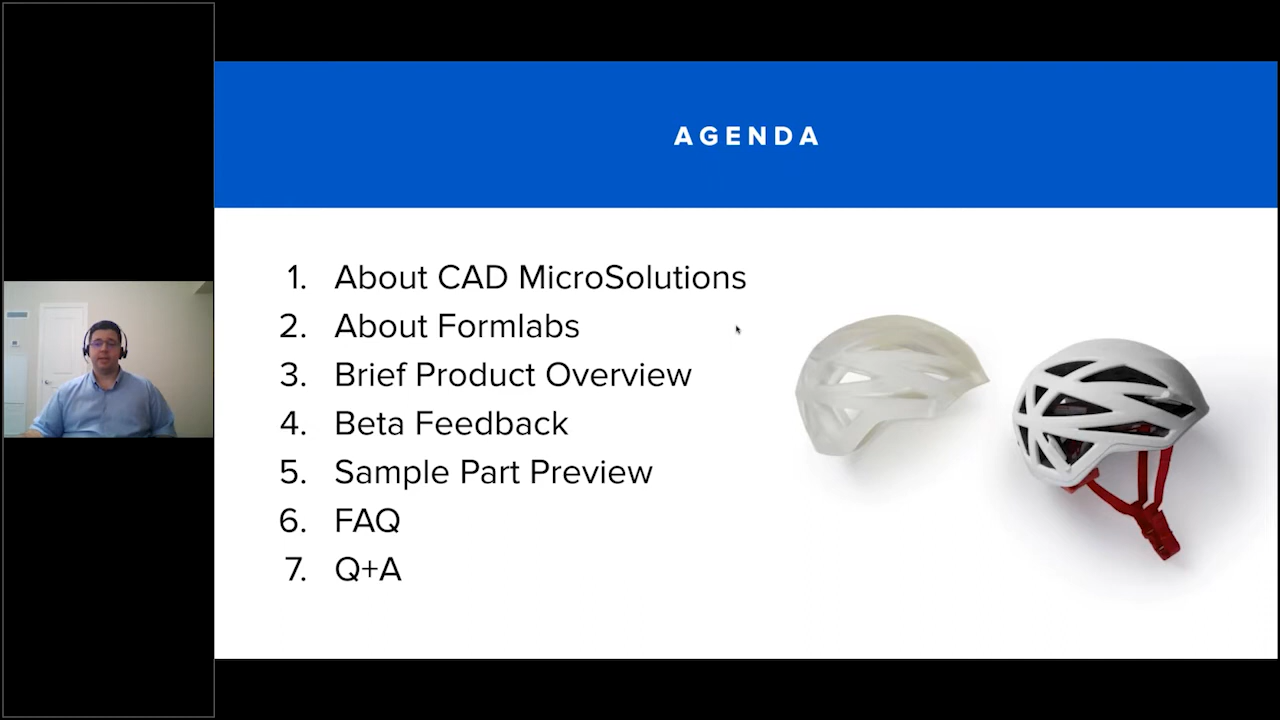 AGENDA
1. About CAD MicroSolutions
2. About Formlabs
3. Brief Product Overview
4. Beta Feedback
5. Sample Part Preview
6. FAQ
7. Q+A